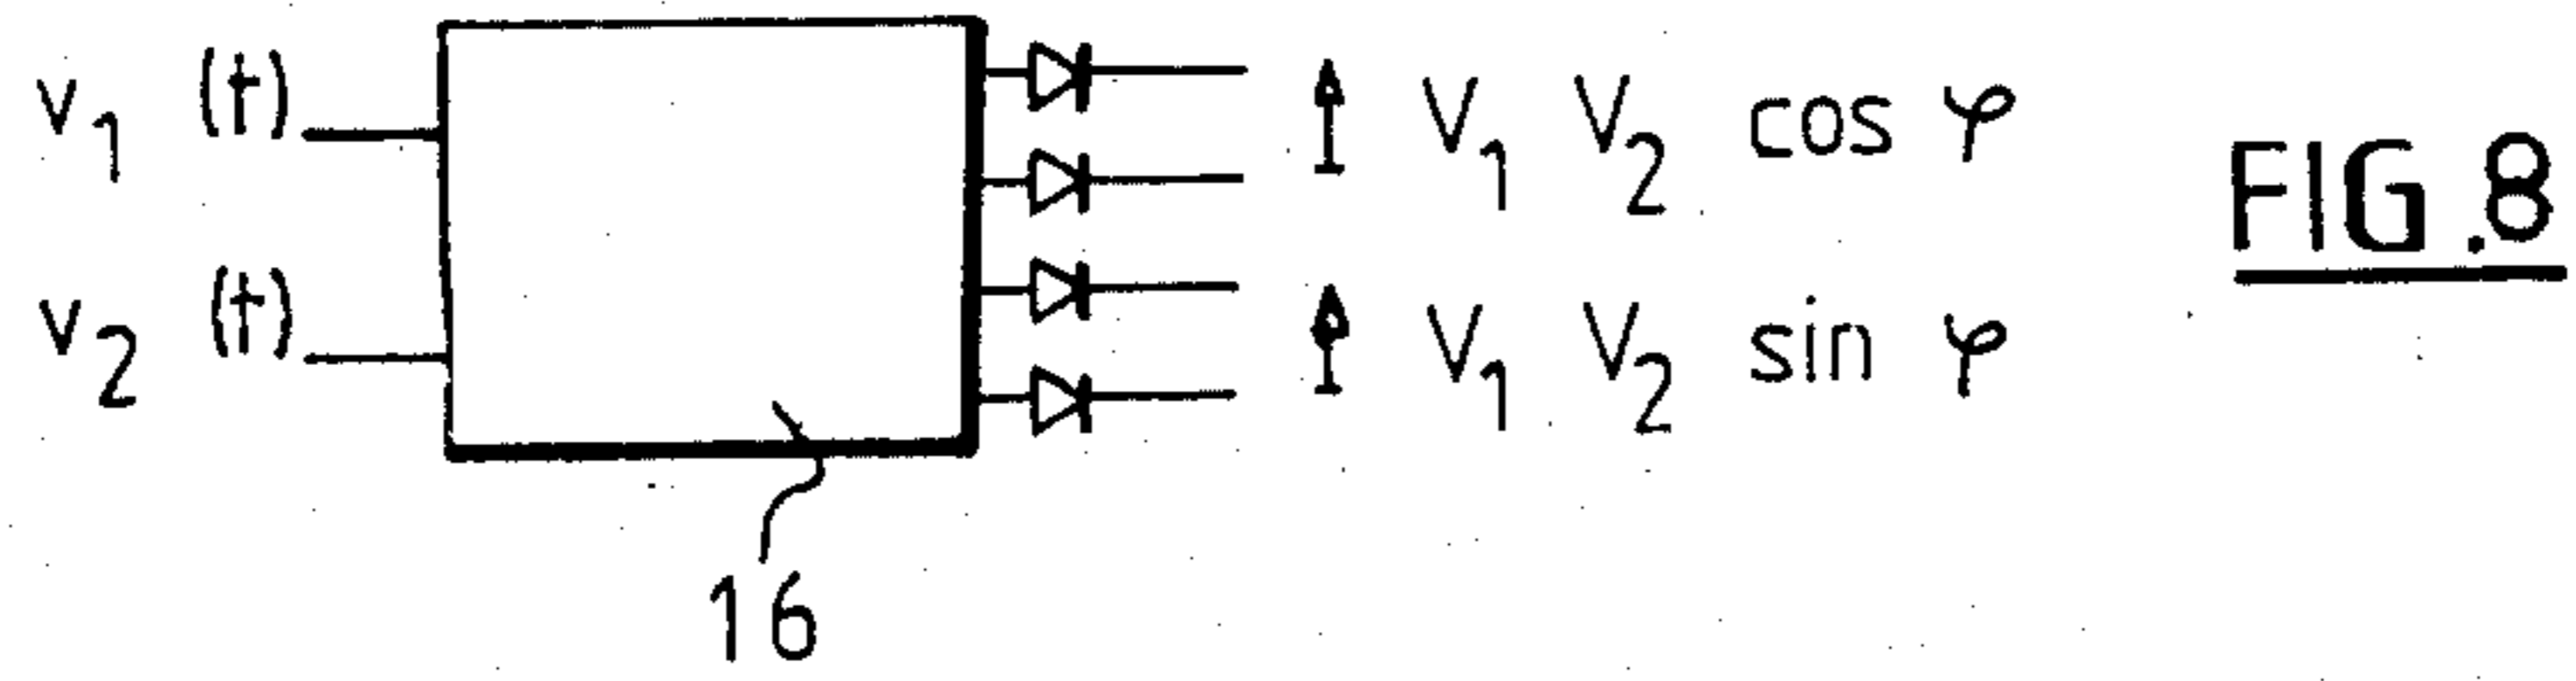 v1 (t)
V1 V2 cos φ
FIG.8
v2 (t)
V1 V2 sin φ
16